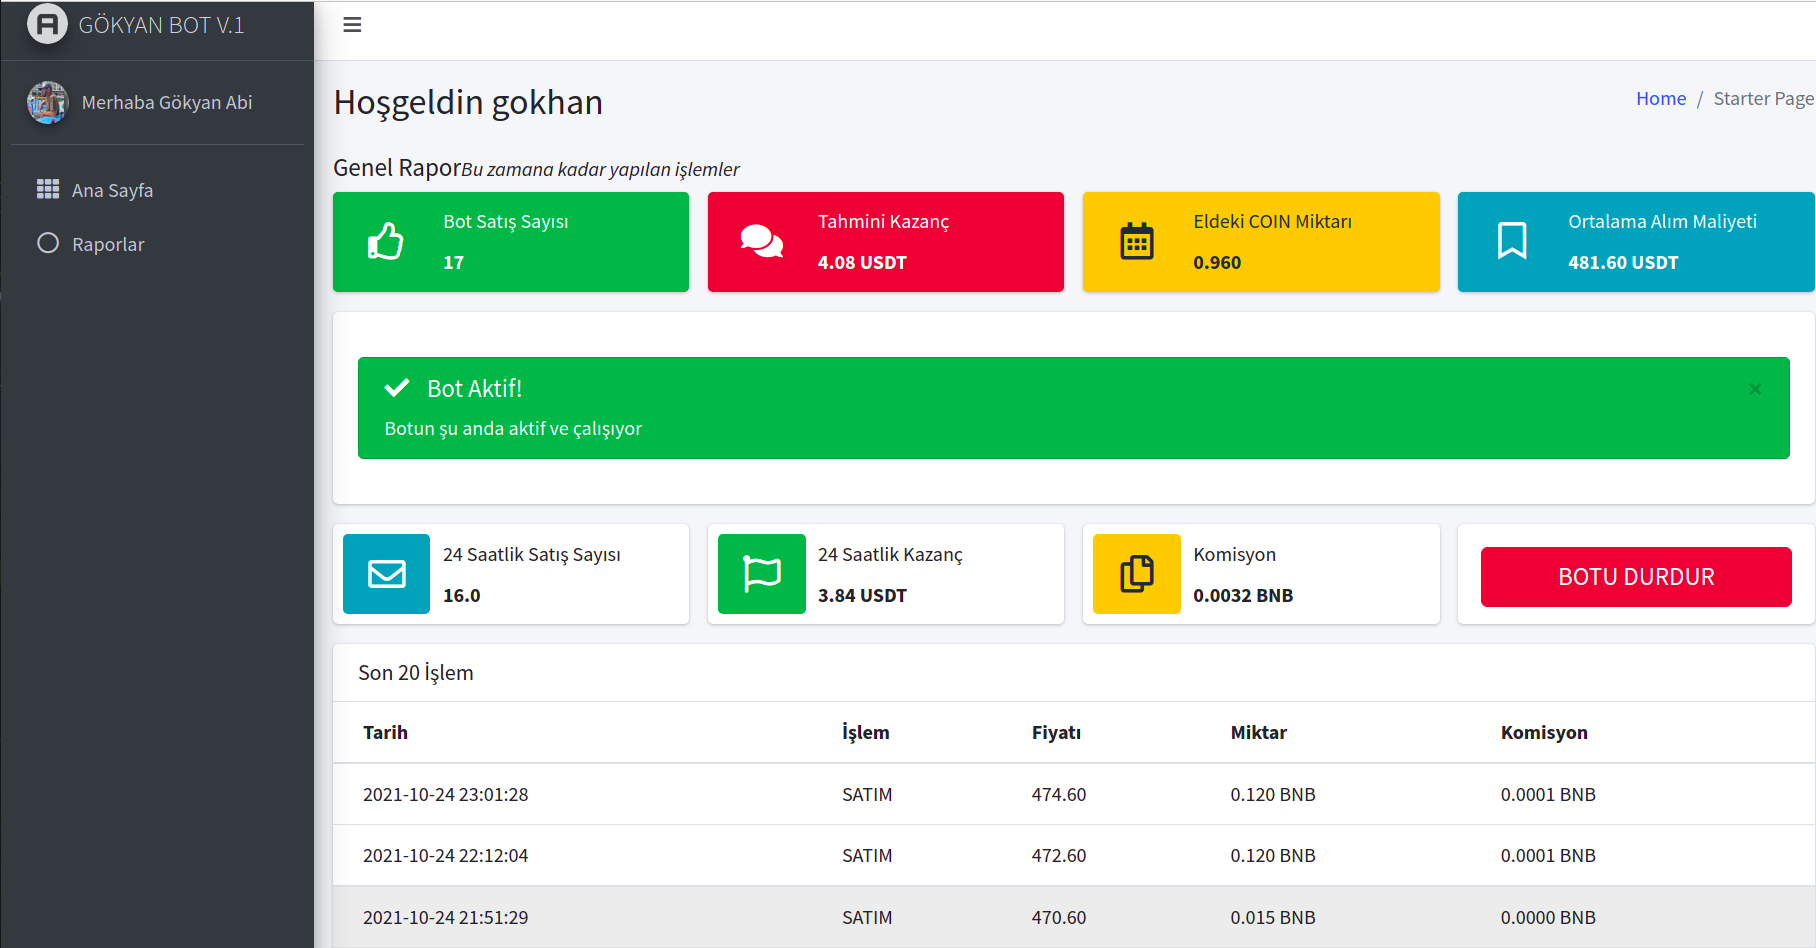 GÖKYAN BOT V.1
Merhaba Gökyan Abi
Ana Sayfa
Raporlar
Hoşgeldin gokhan
Home / Starter Page
Genel Rapor Bu zamana kadar yapılan işlemler
Bot Satış Sayısı
17
Tahmini Kazanç
4.08 USDT
Eldeki COIN Miktarı
0.960
Ortalama Alım Maliyeti
481.60 USDT
Bot Aktif!
×
Botun şu anda aktif ve çalışıyor
24 Saatlik Satış Sayısı
16.0
24 Saatlik Kazanç
3.84 USDT
Komisyon
0.0032 BNB
BOTU DURDUR
Son 20 İşlem
Tarih İşlem Fiyatı Miktar Komisyon
2021-10-24 23:01:28 SATIM 474.60 0.120 BNB 0.0001 BNB
2021-10-24 22:12:04 SATIM 472.60 0.120 BNB 0.0001 BNB
2021-10-24 21:51:29 SATIM 470.60 0.015 BNB 0.0000 BNB